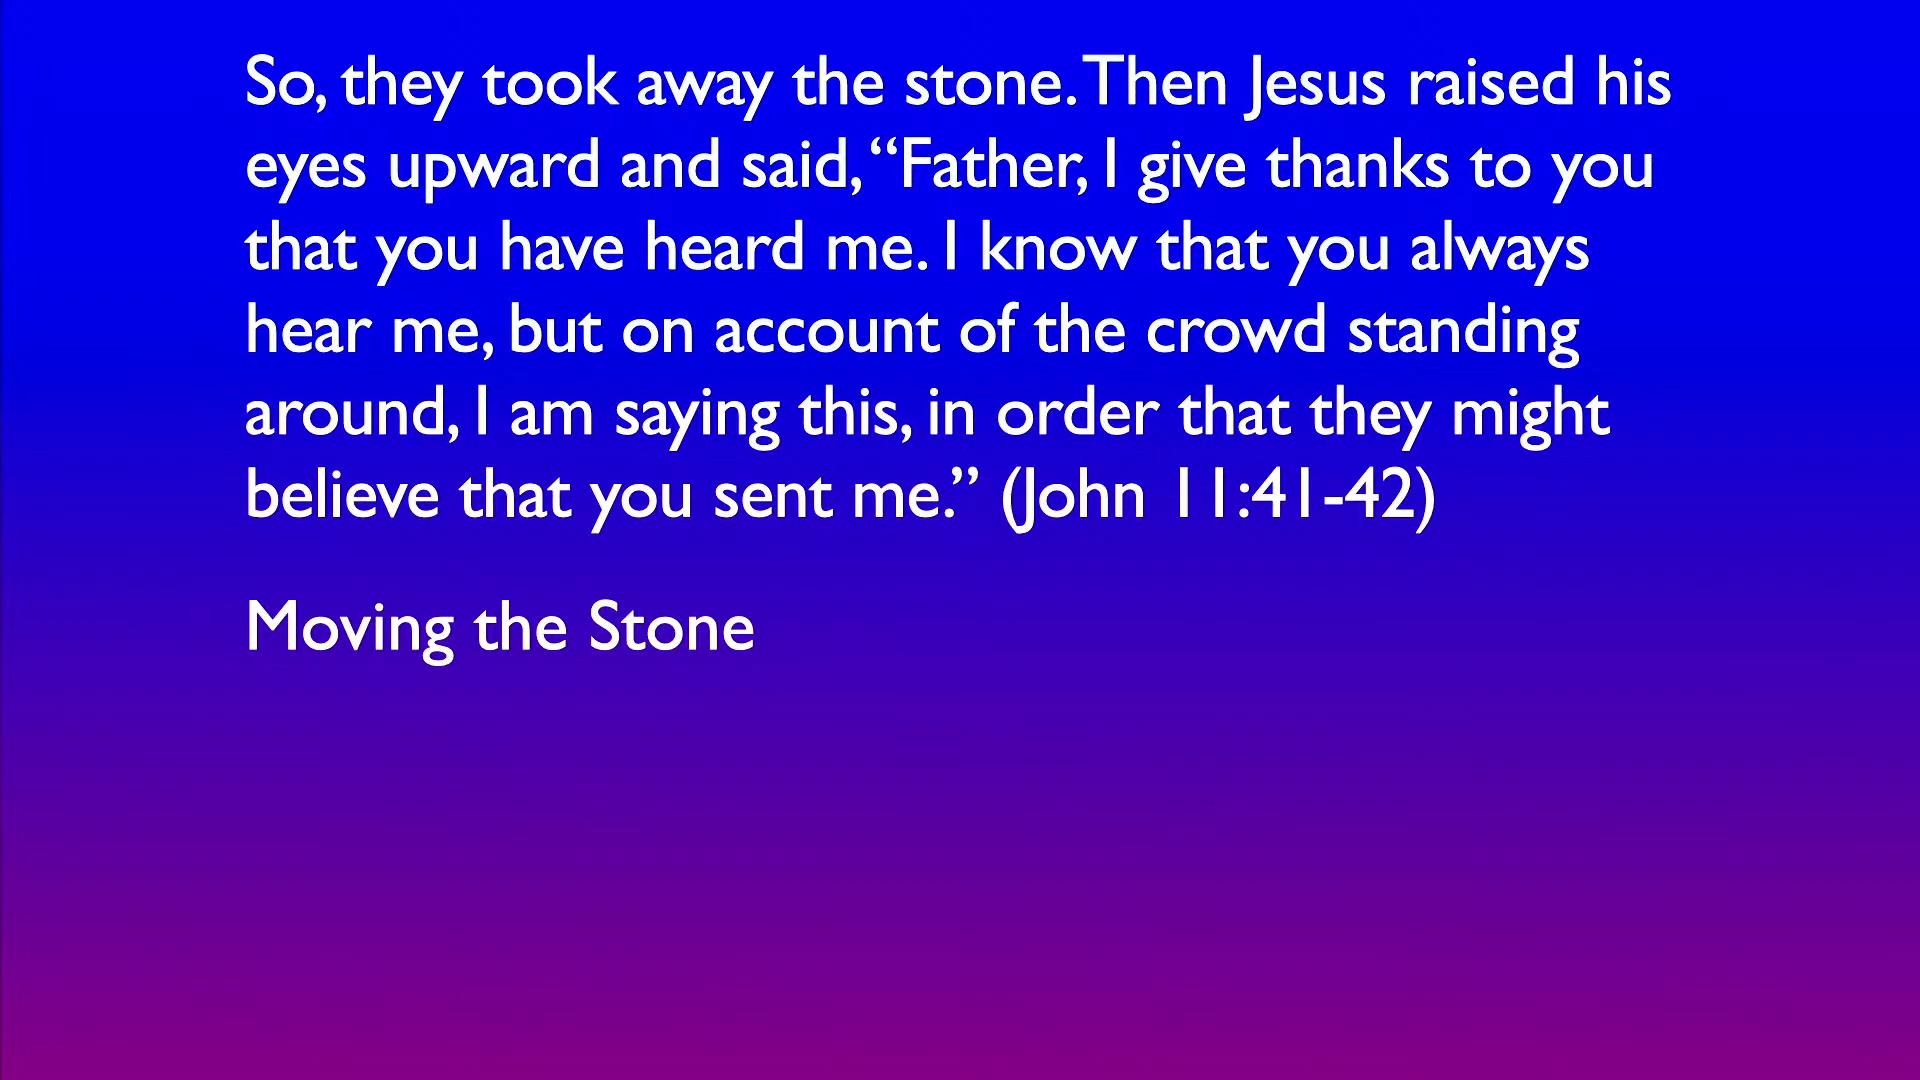 So, they took away the stone. Then Jesus raised his
eyes upward and said, “Father, I give thanks to you
that you have heard me. I know that you always
hear me, but on account of the crowd standing
around, I am saying this, in order that they might
believe that you sent me.” (John 11:41-42)
Moving the Stone